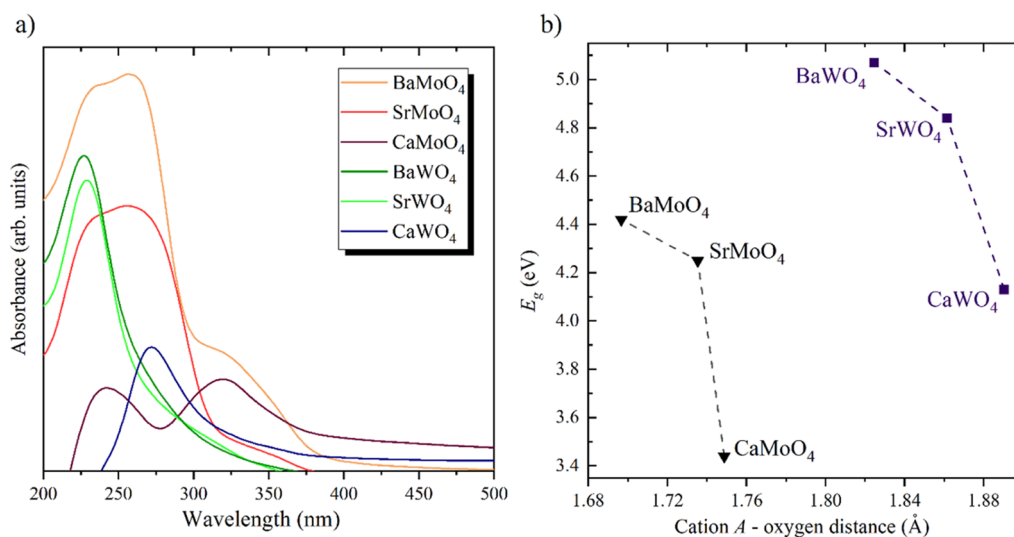 a)
Absorbance (arb. units)
BaMoO₄
SrMoO₄
CaMoO₄
BaWO₄
SrWO₄
CaWO₄
200 250 300 350 400 450 500
Wavelength (nm)
b)
E_g (eV)
5.0
4.8
4.6
4.4
4.2
4.0
3.8
3.6
3.4
BaWO₄
SrWO₄
BaMoO₄
SrMoO₄
CaWO₄
CaMoO₄
1.68 1.72 1.76 1.80 1.84 1.88
Cation A - oxygen distance (Å)